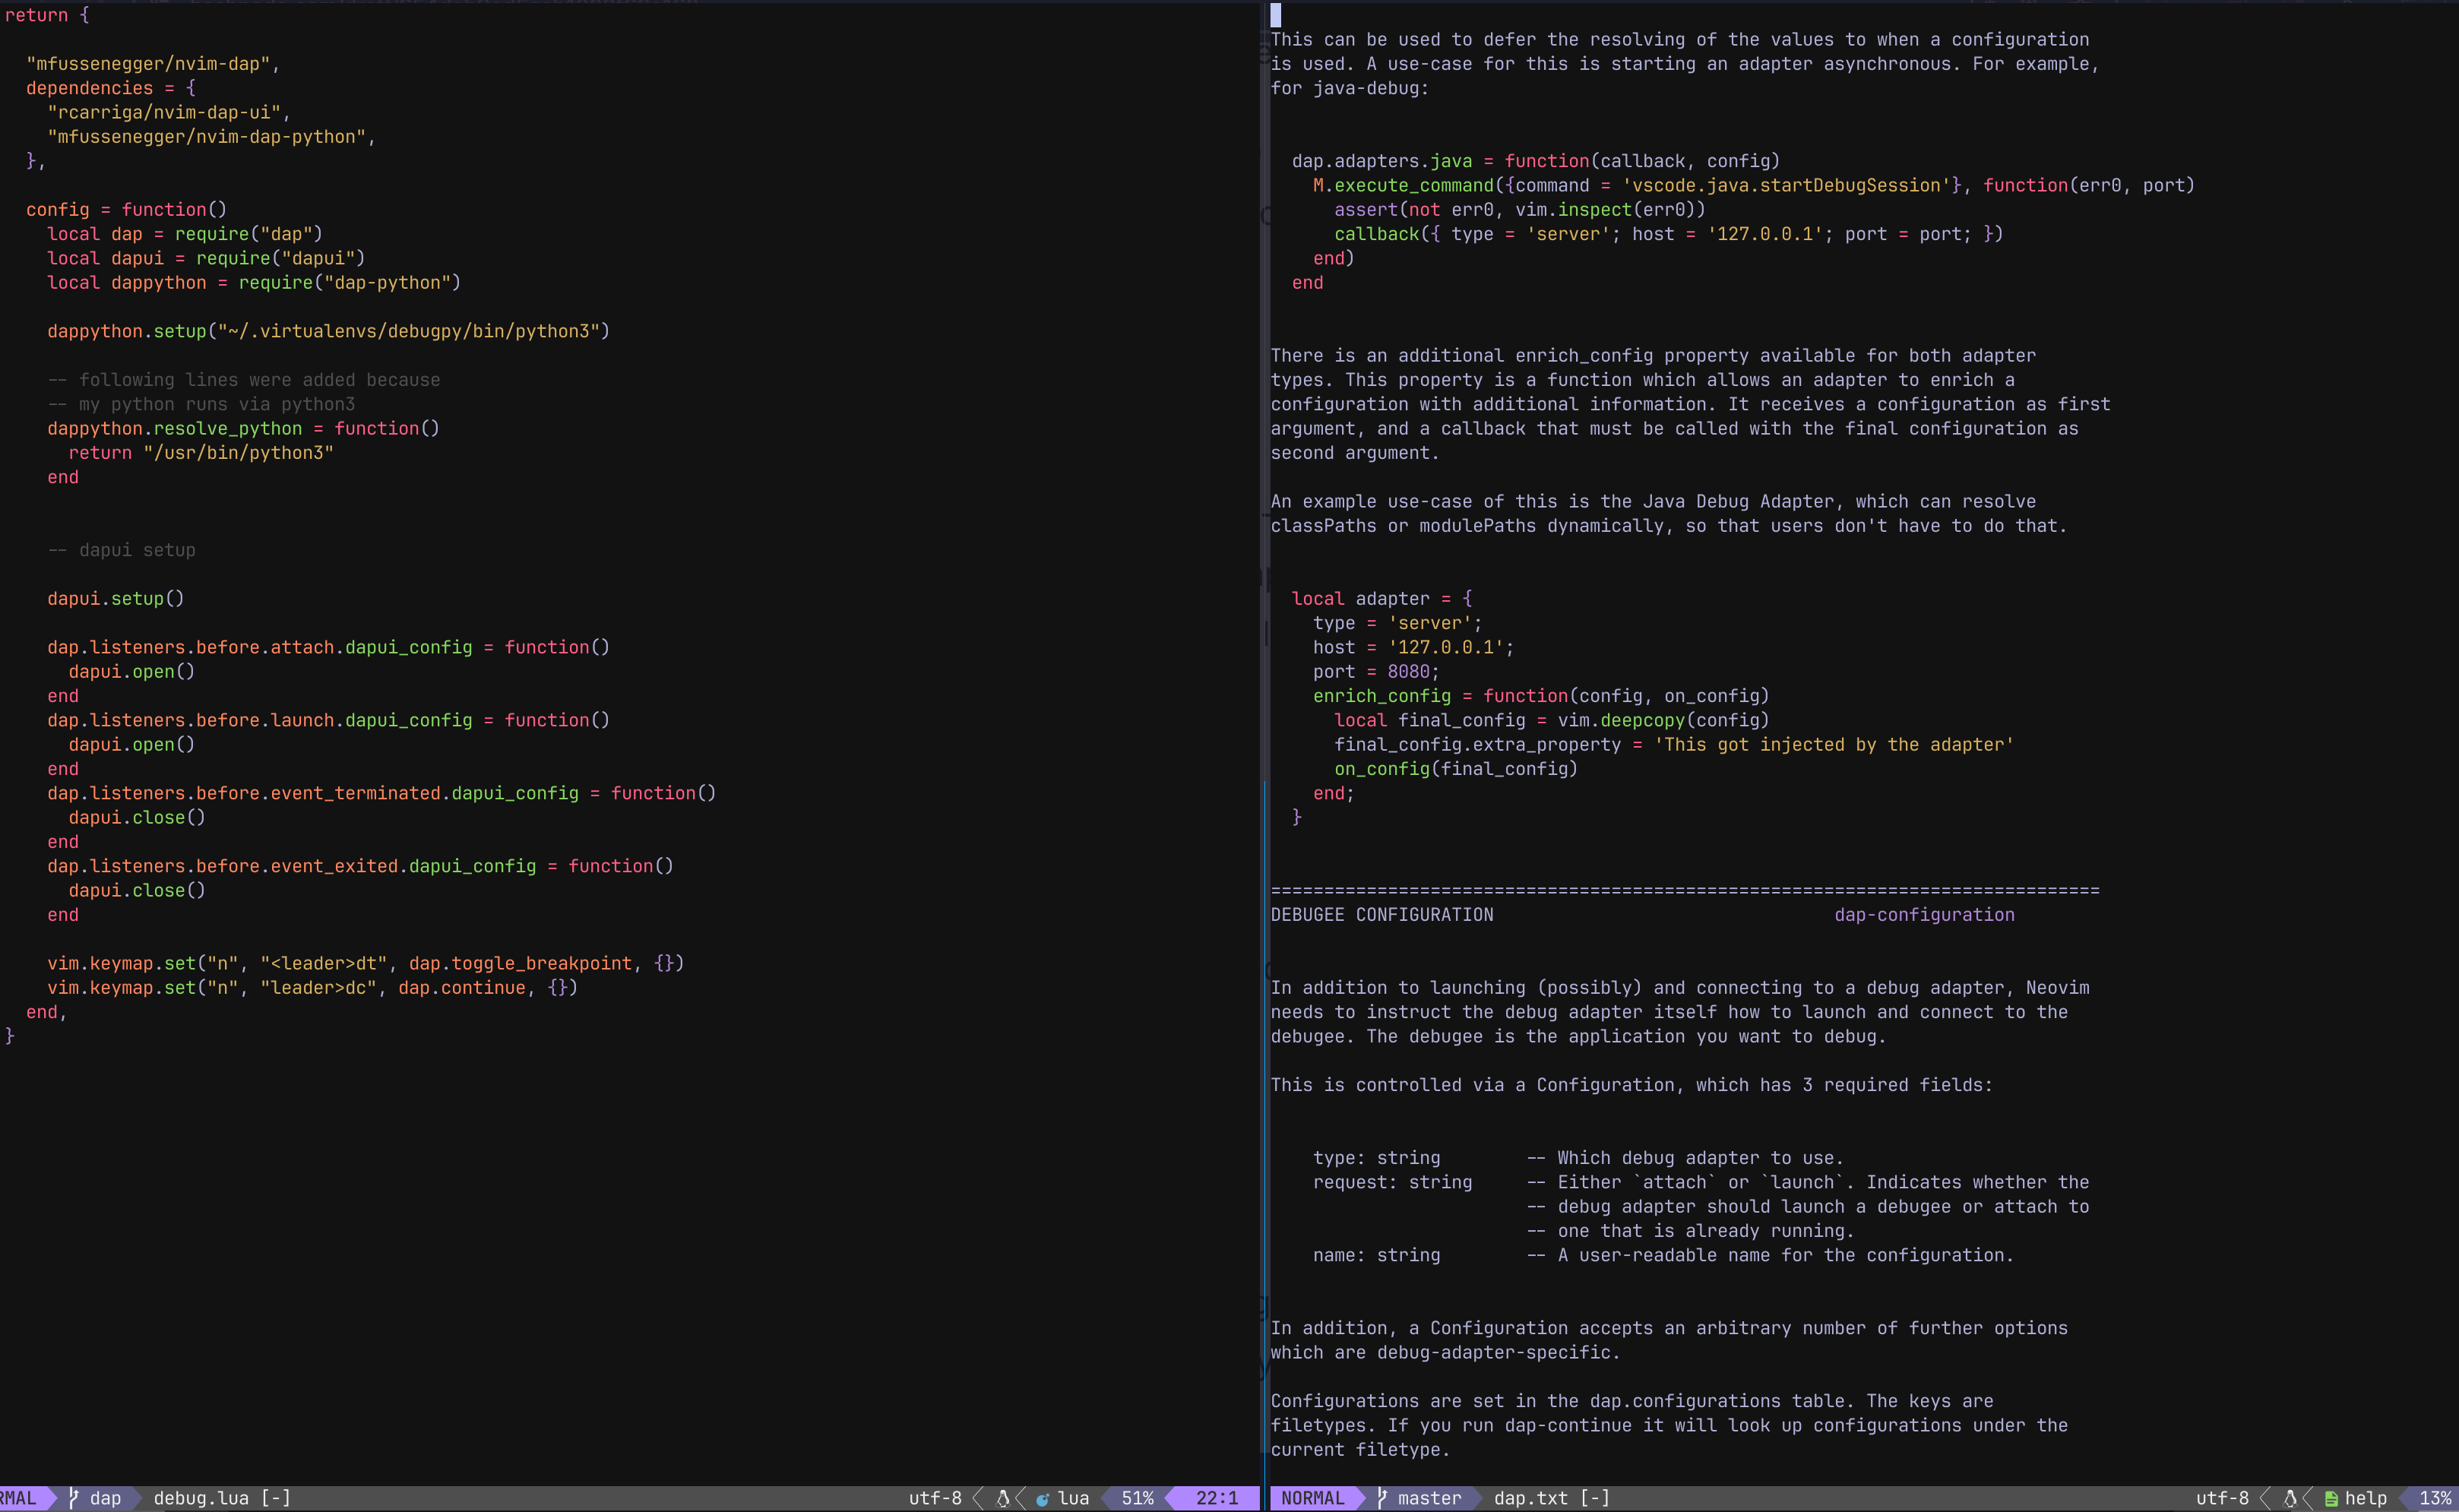 return {

  "mfussenegger/nvim-dap",
  dependencies = {
    "rcarriga/nvim-dap-ui",
    "mfussenegger/nvim-dap-python",
  },

  config = function()
    local dap = require("dap")
    local dapui = require("dapui")
    local dappython = require("dap-python")

    dappython.setup("~/.virtualenvs/debugpy/bin/python3")

    -- following lines were added because
    -- my python runs via python3
    dappython.resolve_python = function()
      return "/usr/bin/python3"
    end

    -- dapui setup

    dapui.setup()

    dap.listeners.before.attach.dapui_config = function()
      dapui.open()
    end
    dap.listeners.before.launch.dapui_config = function()
      dapui.open()
    end
    dap.listeners.before.event_terminated.dapui_config = function()
      dapui.close()
    end
    dap.listeners.before.event_exited.dapui_config = function()
      dapui.close()
    end

    vim.keymap.set("n", "<leader>dt", dap.toggle_breakpoint, {})
    vim.keymap.set("n", "leader>dc", dap.continue, {})
  end,
}
RMAL dap debug.lua [-] utf-8 lua 51% 22:1

This can be used to defer the resolving of the values to when a configuration
is used. A use-case for this is starting an adapter asynchronous. For example,
for java-debug:

  dap.adapters.java = function(callback, config)
    M.execute_command({command = 'vscode.java.startDebugSession'}, function(err0, port)
      assert(not err0, vim.inspect(err0))
      callback({ type = 'server'; host = '127.0.0.1'; port = port; })
    end)
  end

There is an additional enrich_config property available for both adapter
types. This property is a function which allows an adapter to enrich a
configuration with additional information. It receives a configuration as first
argument, and a callback that must be called with the final configuration as
second argument.

An example use-case of this is the Java Debug Adapter, which can resolve
classPaths or modulePaths dynamically, so that users don't have to do that.

  local adapter = {
    type = 'server';
    host = '127.0.0.1';
    port = 8080;
    enrich_config = function(config, on_config)
      local final_config = vim.deepcopy(config)
      final_config.extra_property = 'This got injected by the adapter'
      on_config(final_config)
    end;
  }

==============================================================================
DEBUGEE CONFIGURATION                                dap-configuration

In addition to launching (possibly) and connecting to a debug adapter, Neovim
needs to instruct the debug adapter itself how to launch and connect to the
debugee. The debugee is the application you want to debug.

This is controlled via a Configuration, which has 3 required fields:

    type: string        -- Which debug adapter to use.
    request: string     -- Either `attach` or `launch`. Indicates whether the
                        -- debug adapter should launch a debugee or attach to
                        -- one that is already running.
    name: string        -- A user-readable name for the configuration.

In addition, a Configuration accepts an arbitrary number of further options
which are debug-adapter-specific.

Configurations are set in the dap.configurations table. The keys are
filetypes. If you run dap-continue it will look up configurations under the
current filetype.
NORMAL master dap.txt [-] utf-8 help 13%